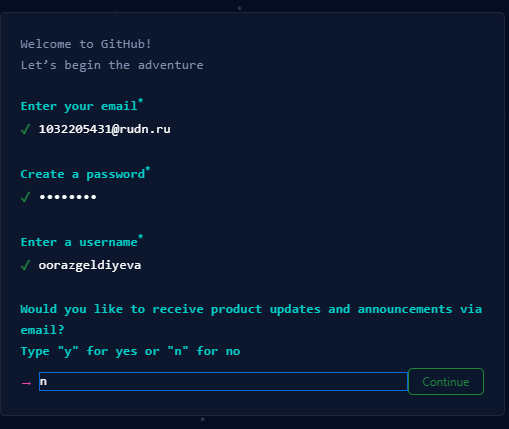 Welcome to GitHub!
Let’s begin the adventure
Enter your email*
✓ 1032205431@rudn.ru
Create a password*
✓ ••••••••
Enter a username*
✓ oorazgeldiyeva
Would you like to receive product updates and announcements via
email?
Type "y" for yes or "n" for no
→ n Continue